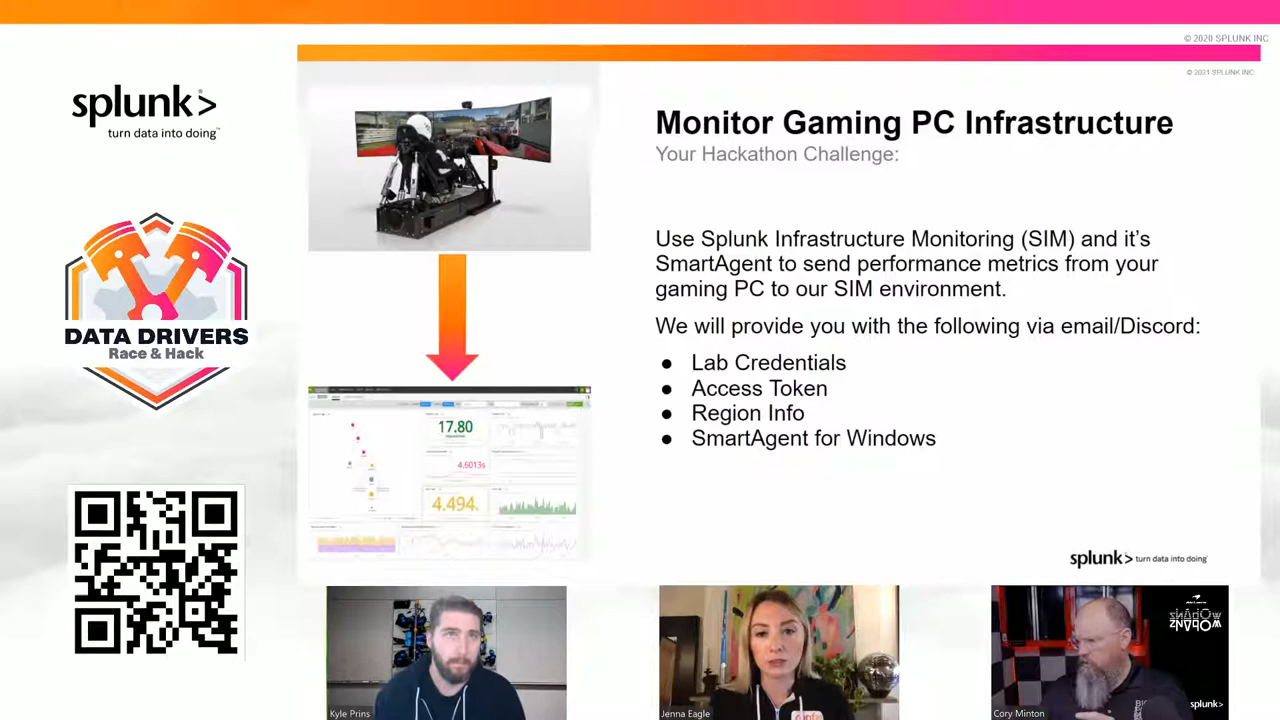 © 2020 SPLUNK INC
© 2021 SPLUNK INC
splunk>
turn data into doing™
DATA DRIVERS
Race & Hack
Monitor Gaming PC Infrastructure
Your Hackathon Challenge:
Use Splunk Infrastructure Monitoring (SIM) and it's
SmartAgent to send performance metrics from your
gaming PC to our SIM environment.
We will provide you with the following via email/Discord:
● Lab Credentials
● Access Token
● Region Info
● SmartAgent for Windows
17.80
4.6013s
4.494.
splunk> turn data into doing™
Kyle Prins
Jenna Eagle
Cory Minton
splunk>